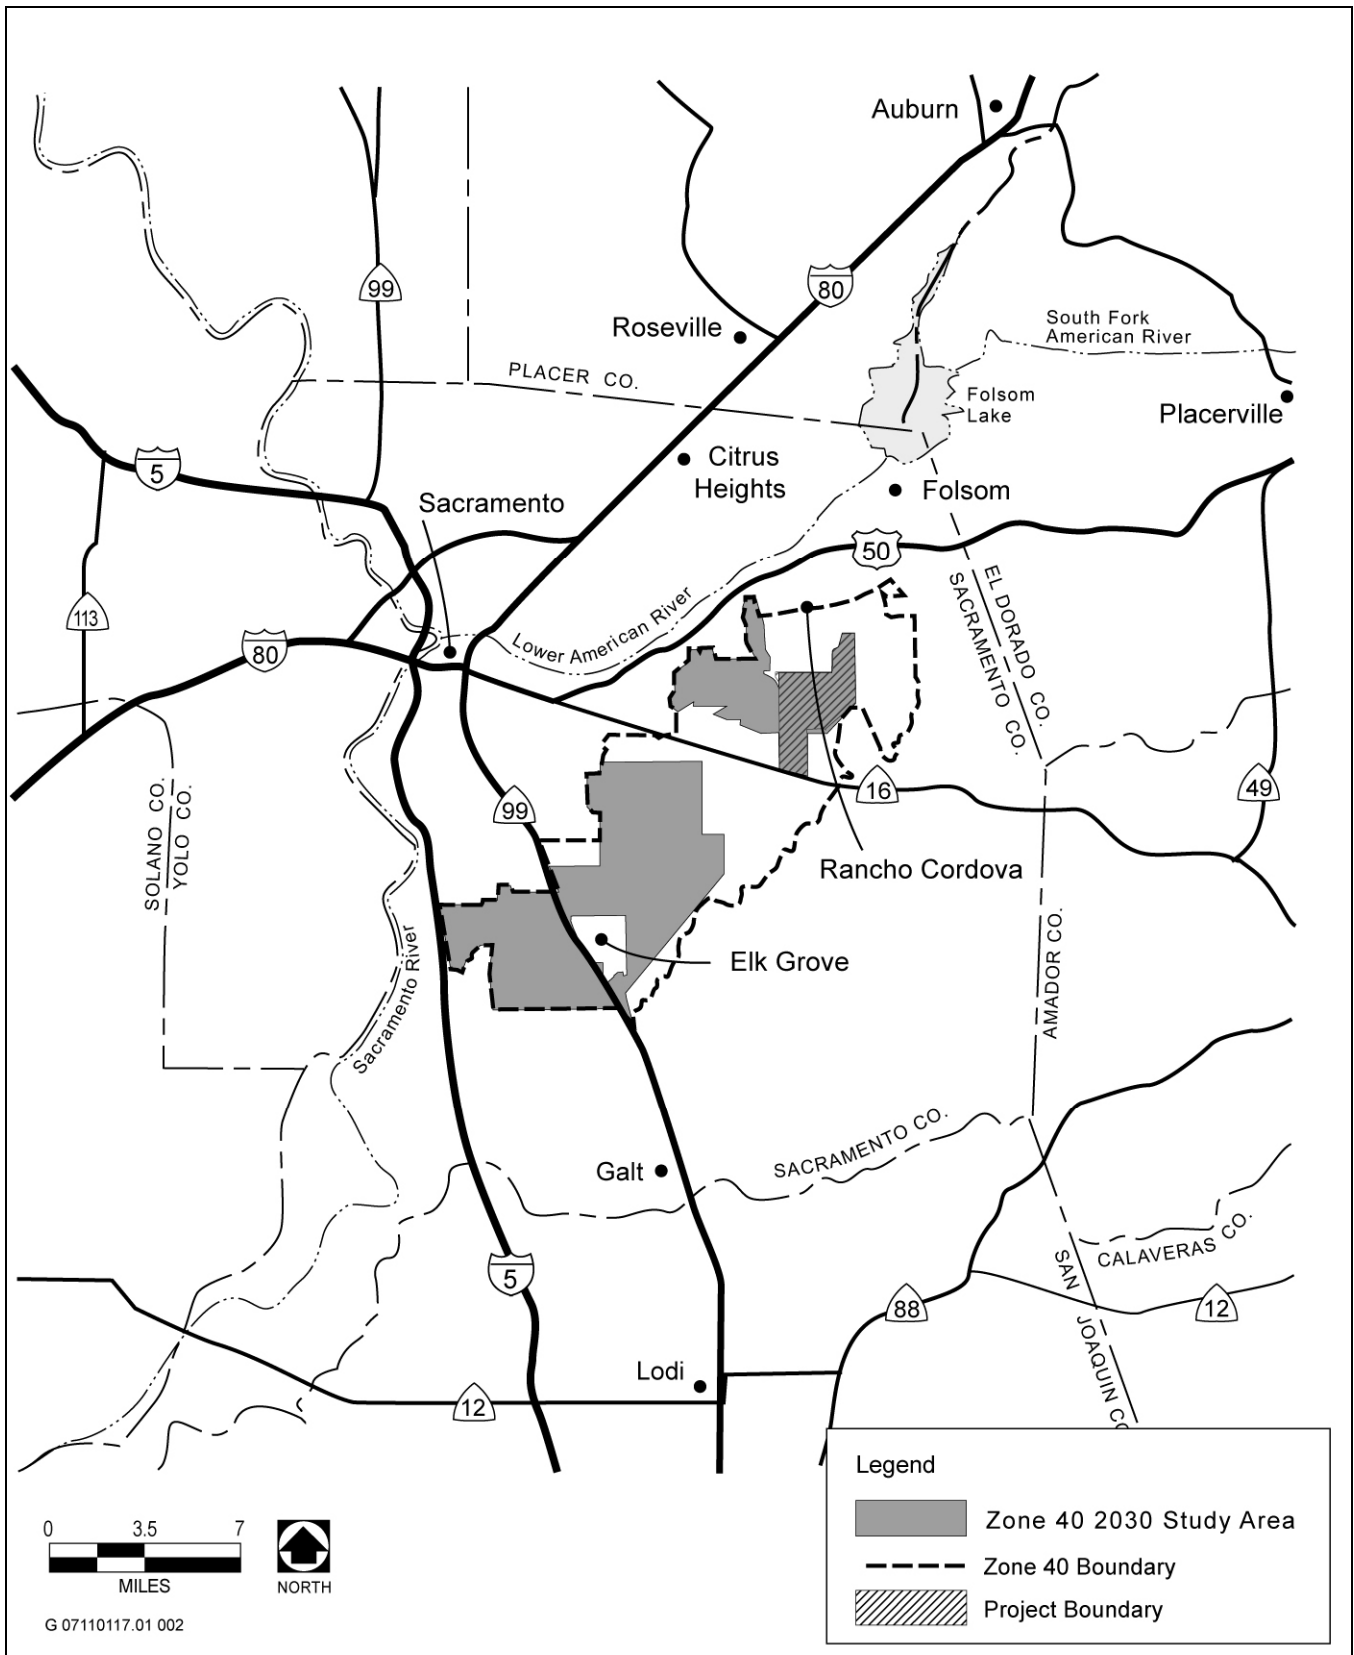 Auburn
99
80
Roseville
South Fork
American River
PLACER CO.
Folsom
Lake
Placerville
5
Citrus
Heights
Sacramento
Folsom
50
113
80
Lower American River
EL DORADO CO.
SACRAMENTO CO.
SOLANO CO.
YOLO CO.
99
16
49
Rancho Cordova
Sacramento River
Elk Grove
AMADOR CO.
SACRAMENTO CO.
Galt
CALAVERAS CO.
SAN JOAQUIN CO
5
88
12
Lodi
12
Legend
Zone 40 2030 Study Area
Zone 40 Boundary
Project Boundary
0 3.5 7
MILES
NORTH
G 07110117.01 002